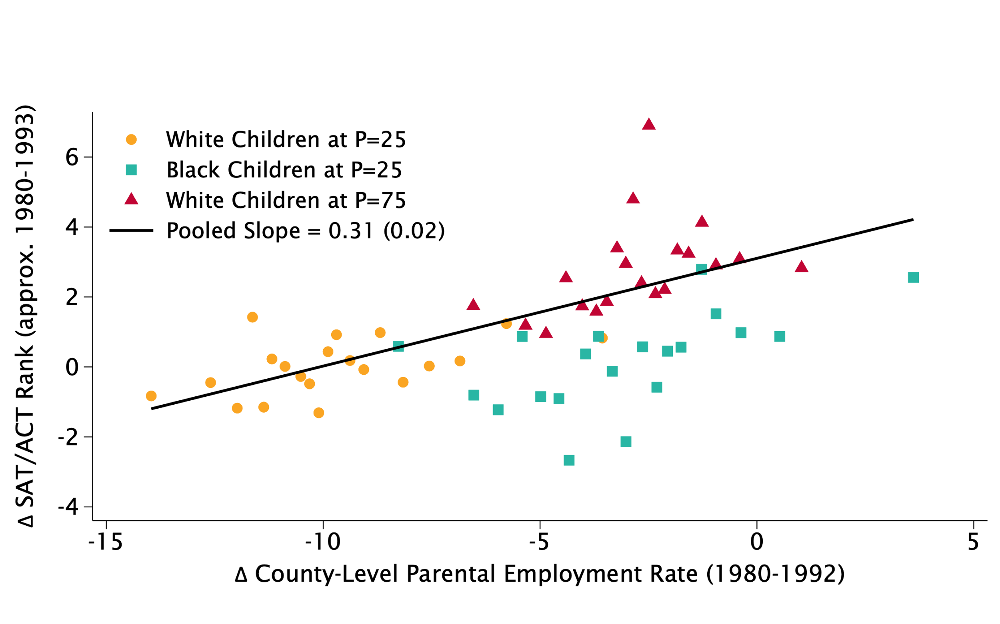 White Children at P=25
Black Children at P=25
White Children at P=75
Pooled Slope = 0.31 (0.02)
Δ SAT/ACT Rank (approx. 1980-1993)
6
4
2
0
-2
-4
-15
-10
-5
0
5
Δ County-Level Parental Employment Rate (1980-1992)